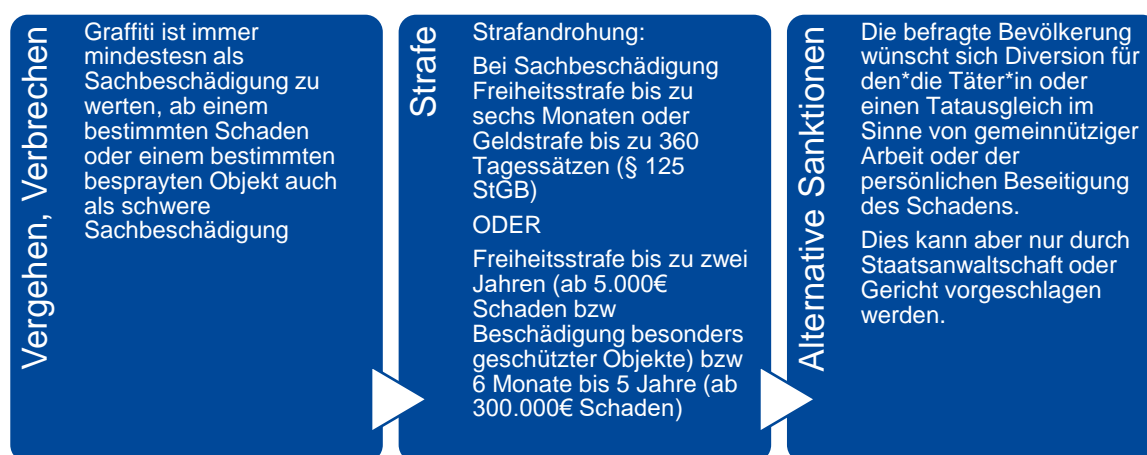 Vergehen, Verbrechen
Graffiti ist immer
mindestesn als
Sachbeschädigung zu
werten, ab einem
bestimmten Schaden
oder einem bestimmten
besprayten Objekt auch
als schwere
Sachbeschädigung
Strafe
Strafandrohung:
Bei Sachbeschädigung
Freiheitsstrafe bis zu
sechs Monaten oder
Geldstrafe bis zu 360
Tagessätzen (§ 125
StGB)
ODER
Freiheitsstrafe bis zu zwei
Jahren (ab 5.000€
Schaden bzw
Beschädigung besonders
geschützter Objekte) bzw
6 Monate bis 5 Jahre (ab
300.000€ Schaden)
Alternative Sanktionen
Die befragte Bevölkerung
wünscht sich Diversion für
den*die Täter*in oder
einen Tatausgleich im
Sinne von gemeinnütziger
Arbeit oder der
persönlichen Beseitigung
des Schadens.
Dies kann aber nur durch
Staatsanwaltschaft oder
Gericht vorgeschlagen
werden.